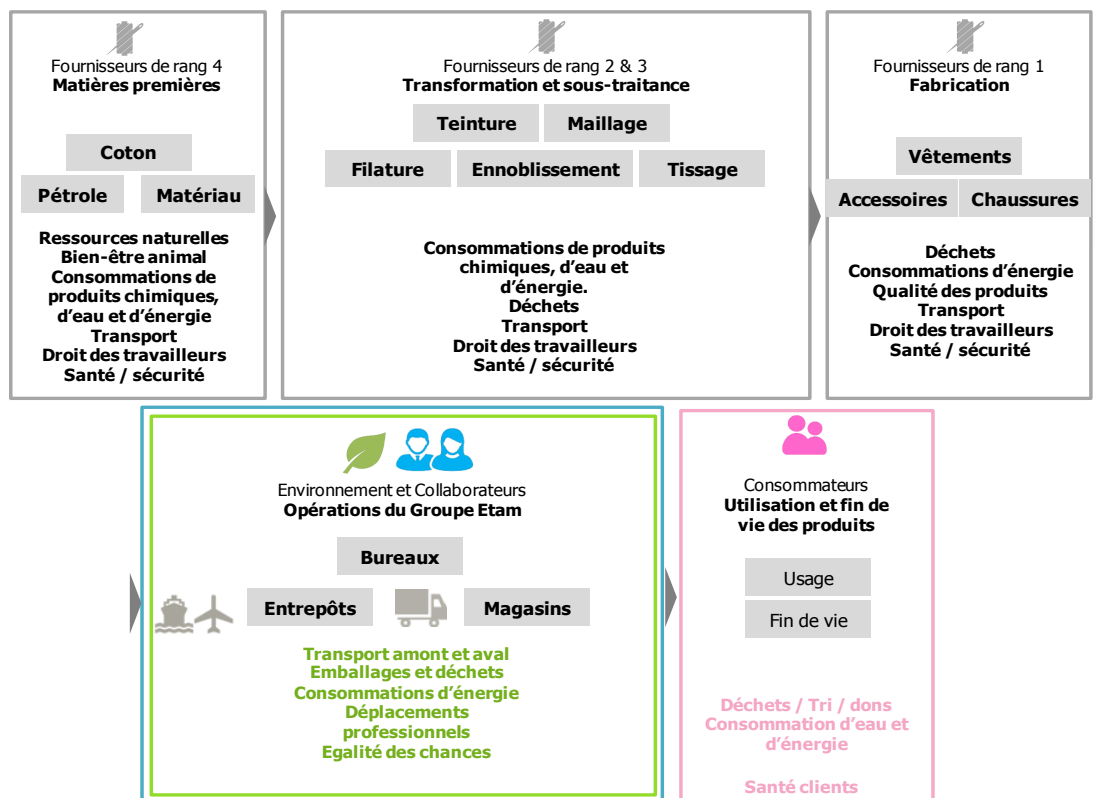 Fournisseurs de rang 4
Matières premières
Coton
Pétrole
Matériau
Ressources naturelles
Bien-être animal
Consommations de
produits chimiques,
d’eau et d’énergie
Transport
Droit des travailleurs
Santé / sécurité
Fournisseurs de rang 2 & 3
Transformation et sous-traitance
Teinture
Maillage
Filature
Ennoblissement
Tissage
Consommations de produits
chimiques, d’eau et
d’énergie.
Déchets
Transport
Droit des travailleurs
Santé / sécurité
Fournisseurs de rang 1
Fabrication
Vêtements
Accessoires
Chaussures
Déchets
Consommations d’énergie
Qualité des produits
Transport
Droit des travailleurs
Santé / sécurité
Environnement et Collaborateurs
Opérations du Groupe Etam
Bureaux
Entrepôts
Magasins
Transport amont et aval
Emballages et déchets
Consommations d’énergie
Déplacements
professionnels
Egalité des chances
Consommateurs
Utilisation et fin de
vie des produits
Usage
Fin de vie
Déchets / Tri / dons
Consommation d’eau et
d’énergie
Santé clients